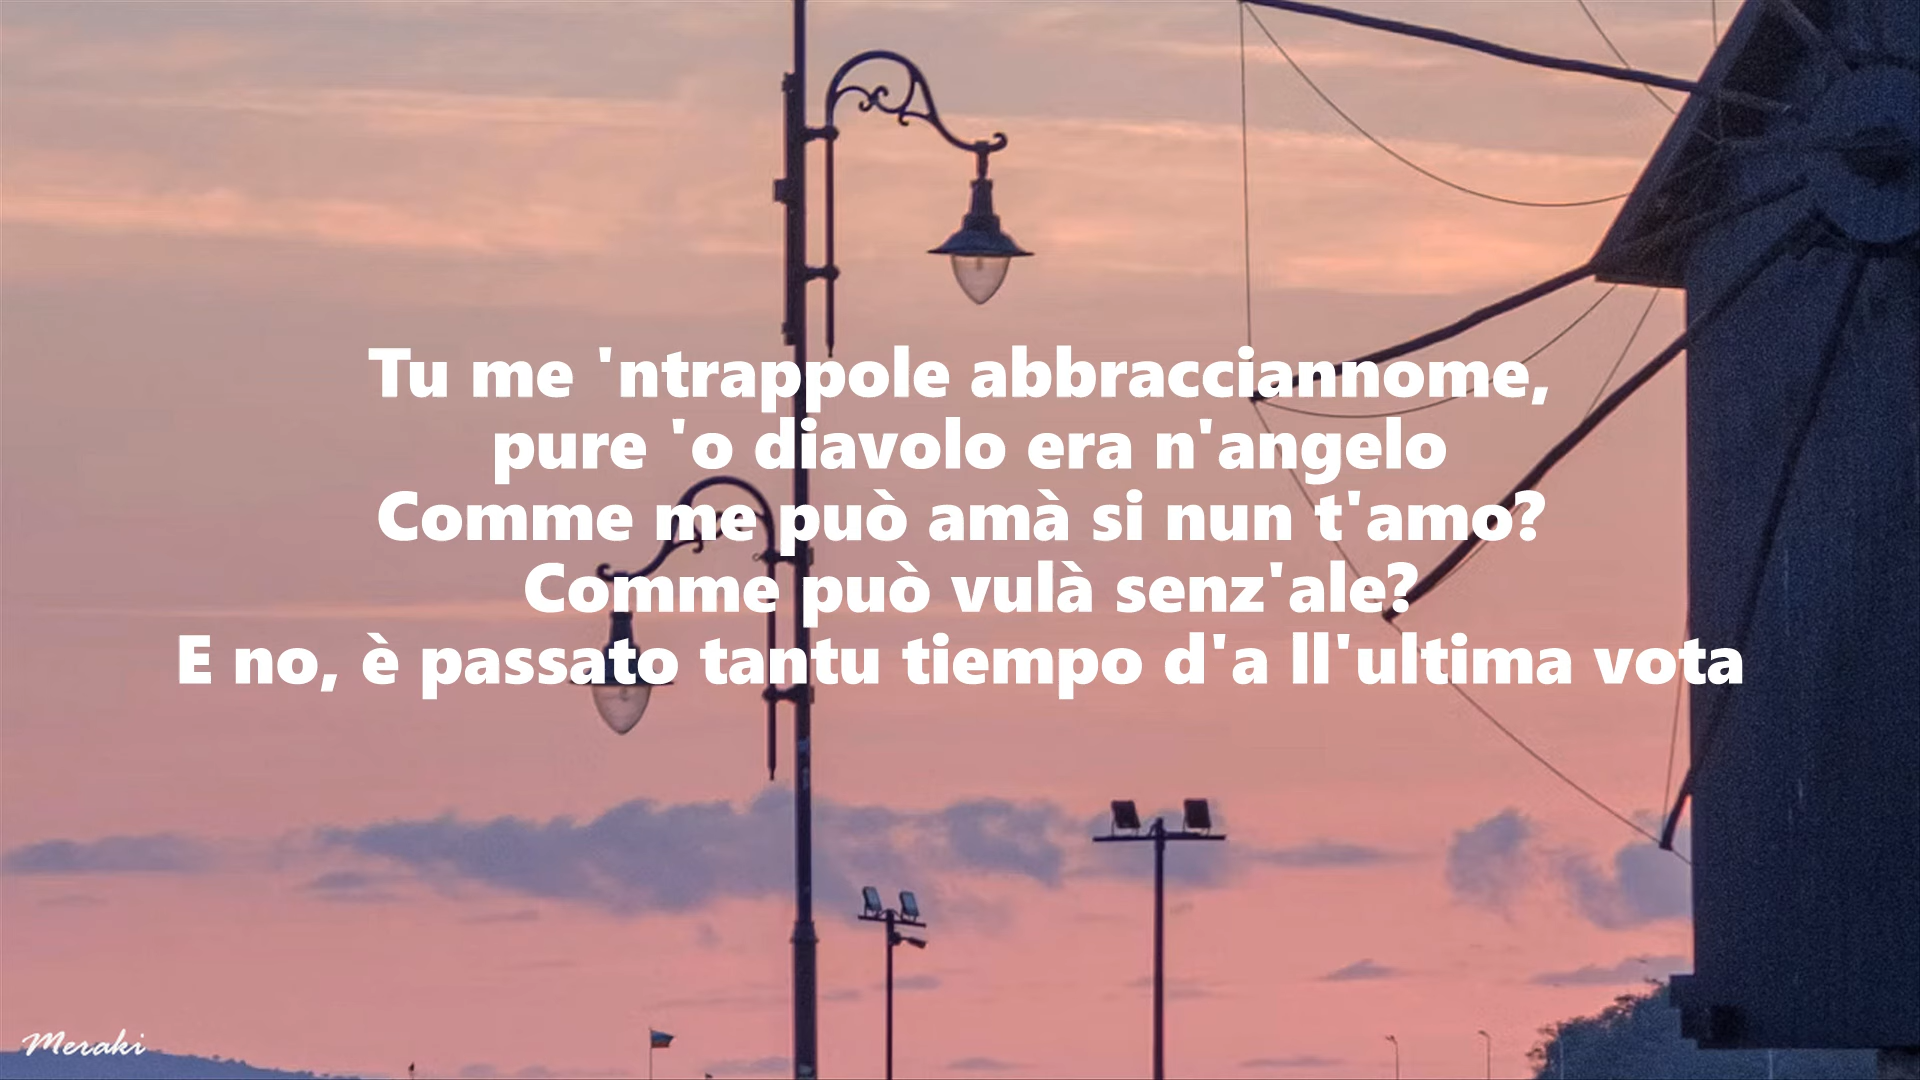 Tu me 'ntrappole abbracciannome,
pure 'o diavolo era n'angelo
Comme me può amà si nun t'amo?
Comme può vulà senz'ale?
E no, è passato tantu tiempo d'a ll'ultima vota
Meraki